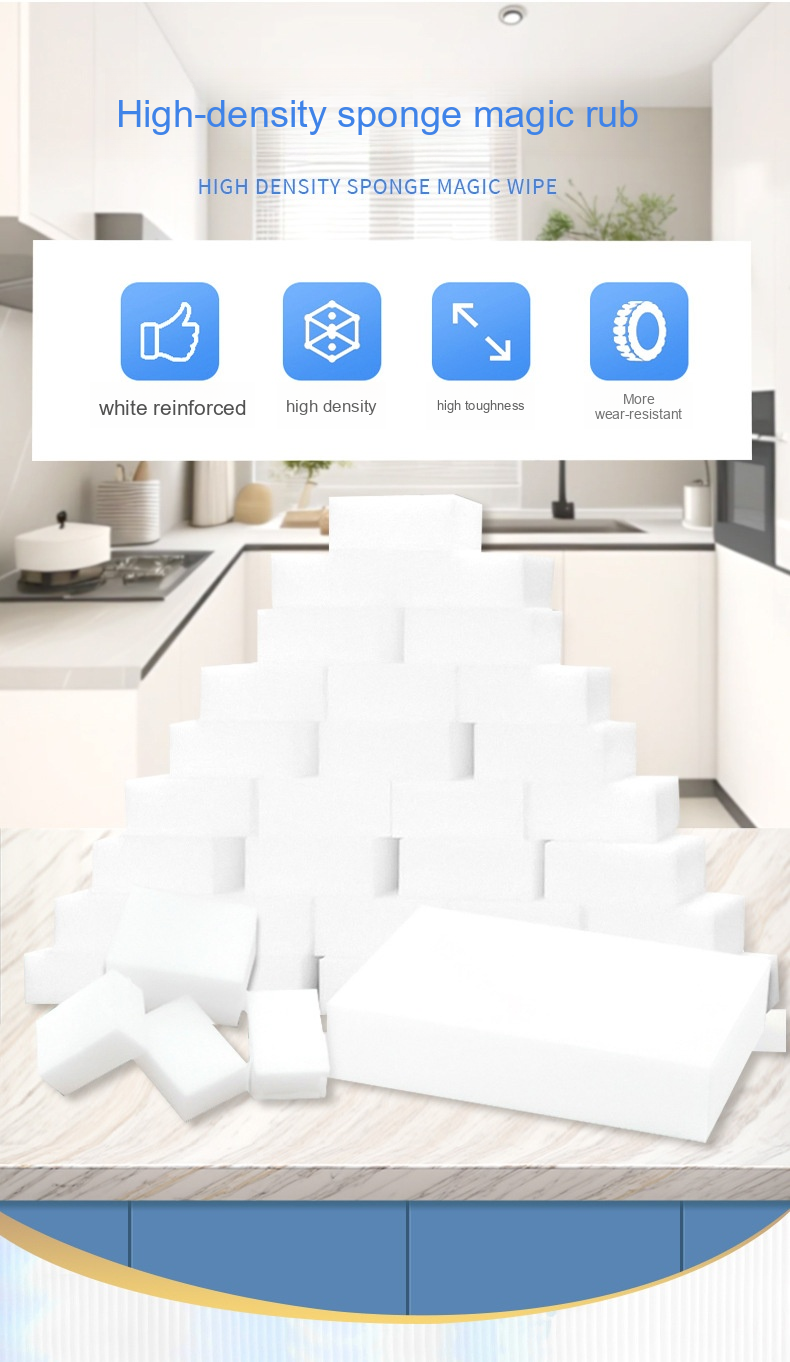 High-density sponge magic rub
HIGH DENSITY SPONGE MAGIC WIPE
white reinforced
high density
high toughness
More
wear-resistant